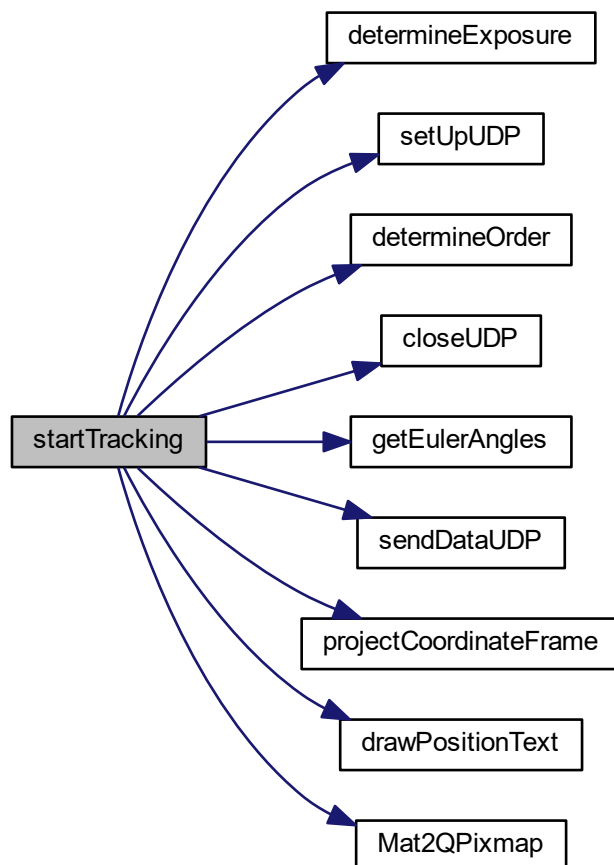 determineExposure
setUpUDP
determineOrder
closeUDP
startTracking
getEulerAngles
sendDataUDP
projectCoordinateFrame
drawPositionText
Mat2QPixmap